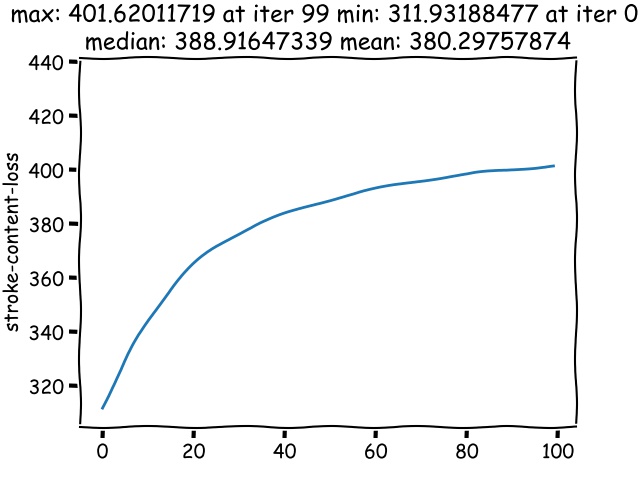 max: 401.62011719 at iter 99 min: 311.93188477 at iter 0
median: 388.91647339 mean: 380.29757874
440
420
400
380
360
340
320
stroke-content-loss
0 20 40 60 80 100